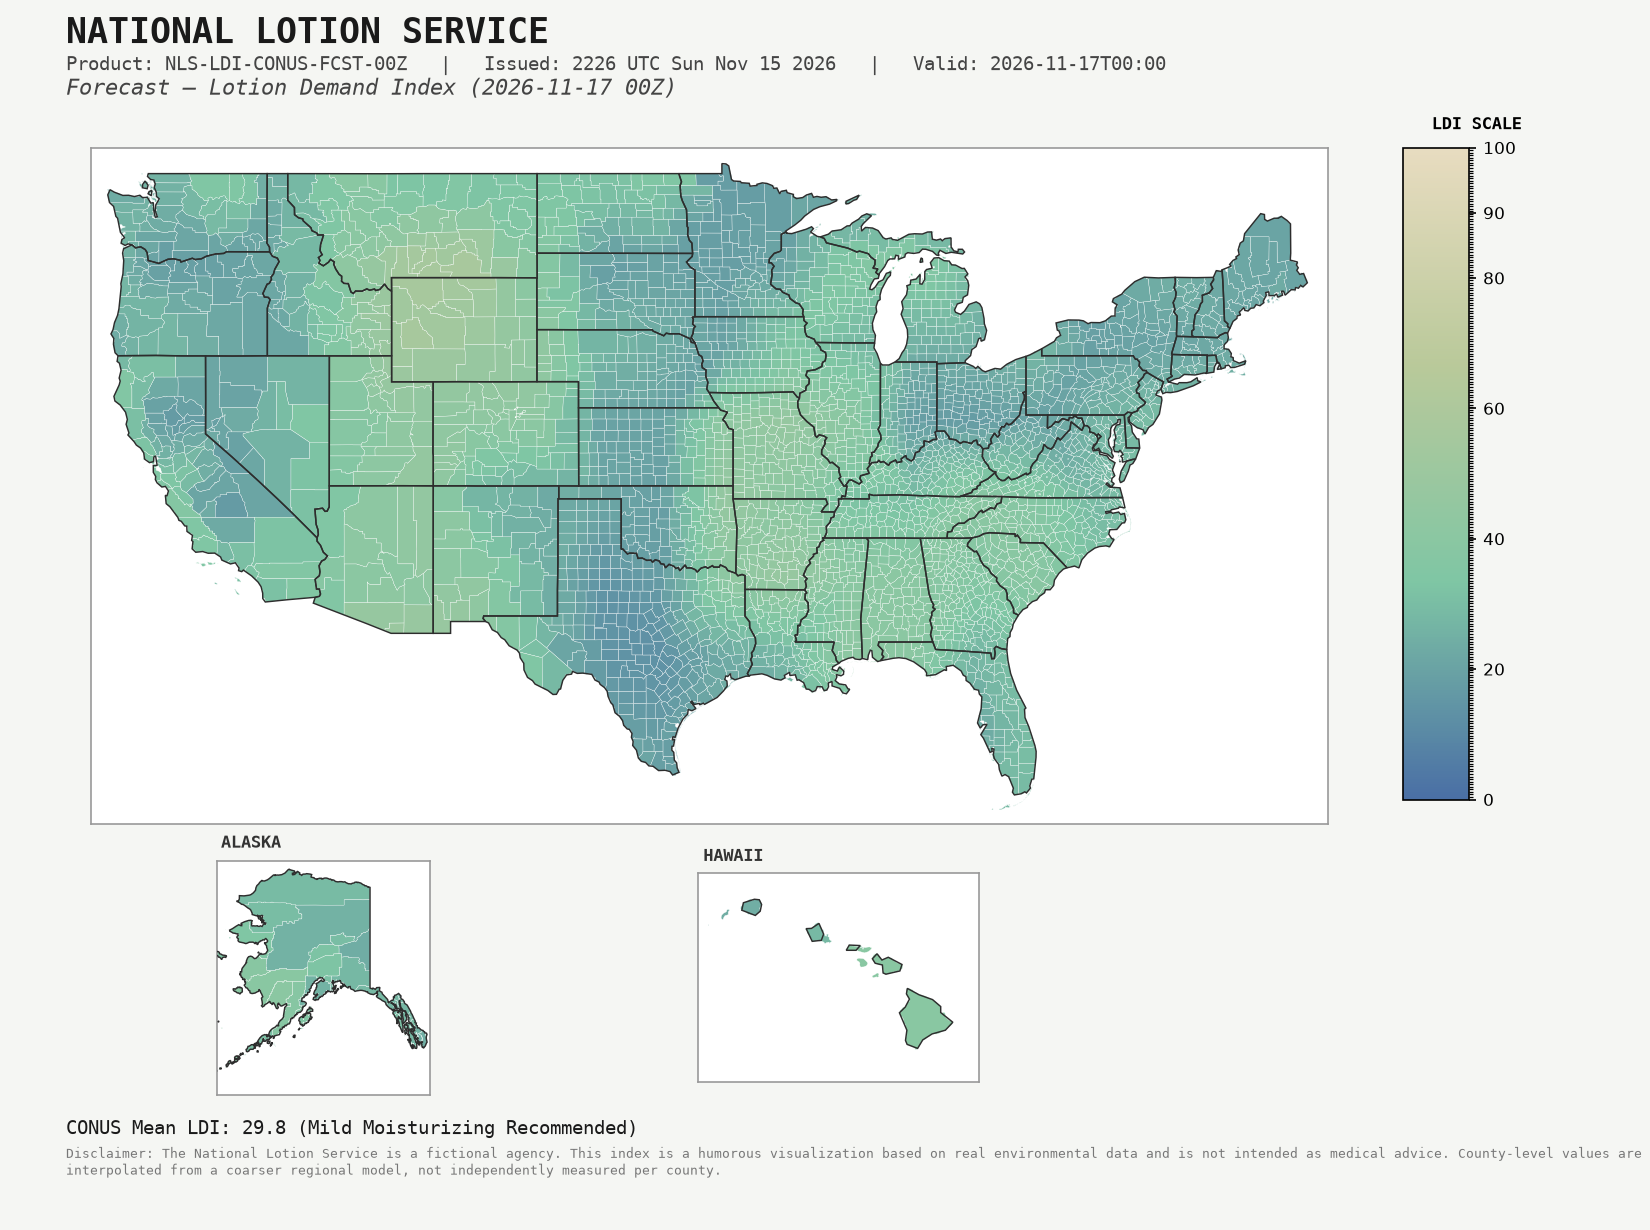 NATIONAL LOTION SERVICE
Product: NLS-LDI-CONUS-FCST-00Z   |   Issued: 2226 UTC Sun Nov 15 2026   |   Valid: 2026-11-17T00:00
Forecast — Lotion Demand Index (2026-11-17 00Z)
LDI SCALE
100
90
80
60
40
20
0
ALASKA
HAWAII
CONUS Mean LDI: 29.8 (Mild Moisturizing Recommended)
Disclaimer: The National Lotion Service is a fictional agency. This index is a humorous visualization based on real environmental data and is not intended as medical advice. County-level values are
interpolated from a coarser regional model, not independently measured per county.